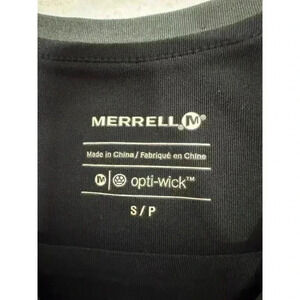 MERRELL M
Made in China / Fabriqué en Chine
M | opti-wick™
S / P